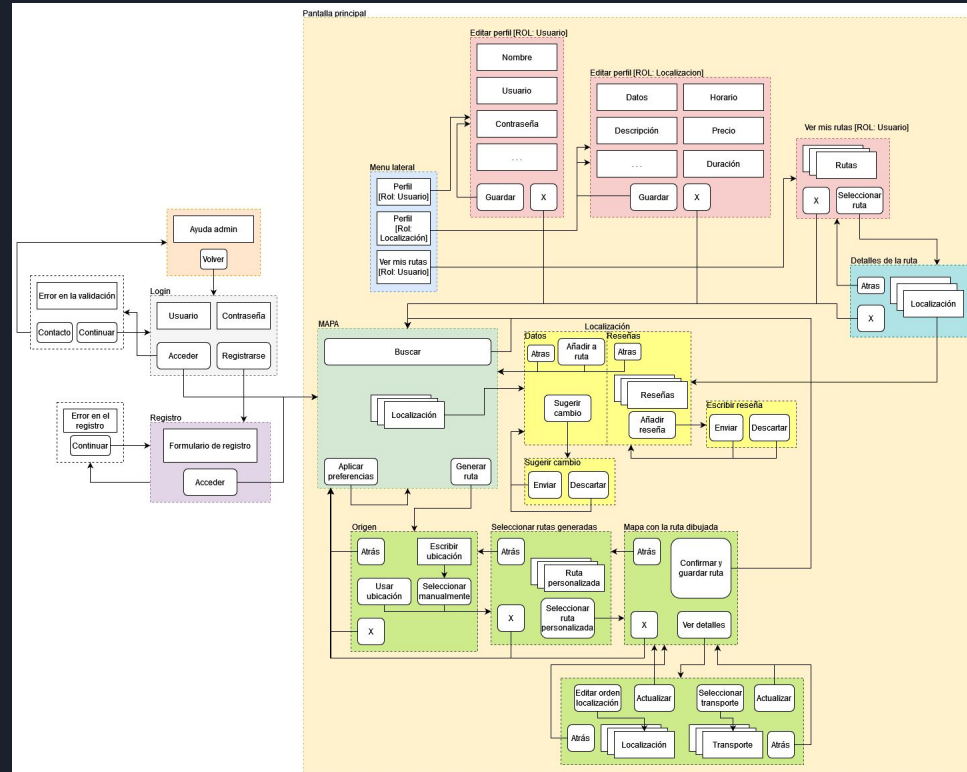 Pantalla principal
Editar perfil [ROL: Usuario]
Nombre
Usuario
Contraseña
. . .
Guardar
X
Editar perfil [ROL: Localizacion]
Datos
Horario
Descripción
Precio
. . .
Duración
Guardar
X
Ver mis rutas [ROL: Usuario]
Rutas
X
Seleccionar
ruta
Menu lateral
Perfil
[Rol: Usuario]
Perfil
[Rol:
Localización]
Ver mis rutas
[Rol: Usuario]
Detalles de la ruta
Atras
Localización
X
Ayuda admin
Volver
Error en la validación
Contacto
Continuar
Login
Usuario
Contraseña
Acceder
Registrarse
Error en el
registro
Continuar
Registro
Formulario de registro
Acceder
MAPA
Buscar
Localización
Aplicar
preferencias
Generar
ruta
Localización
Datos
Atras
Añadir a
ruta
Sugerir
cambio
Reseñas
Atras
Reseñas
Añadir
reseña
Escribir reseña
Enviar
Descartar
Sugerir cambio
Enviar
Descartar
Origen
Atrás
Escribir
ubicación
Usar
ubicación
Seleccionar
manualmente
X
Seleccionar rutas generadas
Atrás
Ruta
personalizada
X
Seleccionar
ruta
personalizada
Mapa con la ruta dibujada
Atrás
Confirmar y
guardar ruta
X
Ver detalles
Editar orden
localización
Actualizar
Seleccionar
transporte
Actualizar
Atrás
Localización
Transporte
Atrás